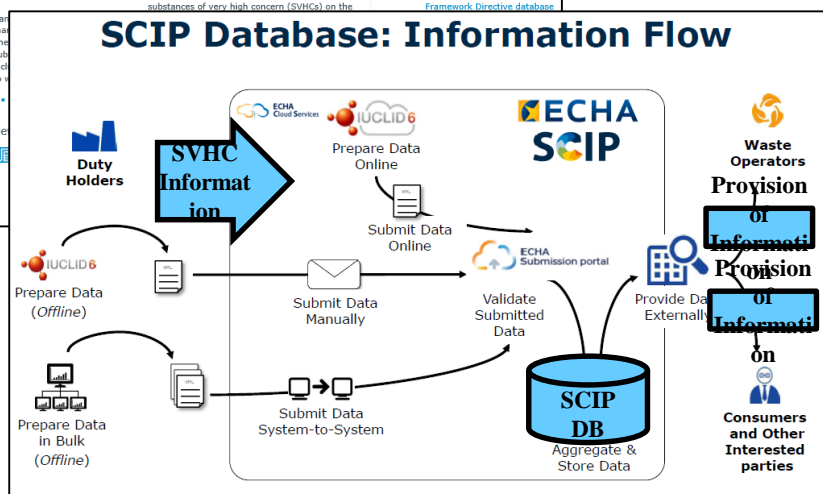 substances of very high concern (SVHCs) on the
Framework Directive database
SCIP Database: Information Flow
ECHA
Cloud Services
IUCLID 6
ECHA
SCIP
Duty
Holders
SVHC
Informat
ion
Prepare Data
Online
Waste
Operators
XML
Submit Data
Online
Provision
of
Informati
on
Provision
of
Informati
on
IUCLID 6
Prepare Data
(Offline)
XML
Submit Data
Manually
ECHA
Submission portal
Validate
Submitted
Data
Provide Da
Externally
Prepare Data
in Bulk
(Offline)
XML
Submit Data
System-to-System
SCIP
DB
Aggregate &
Store Data
Consumers
and Other
Interested
parties